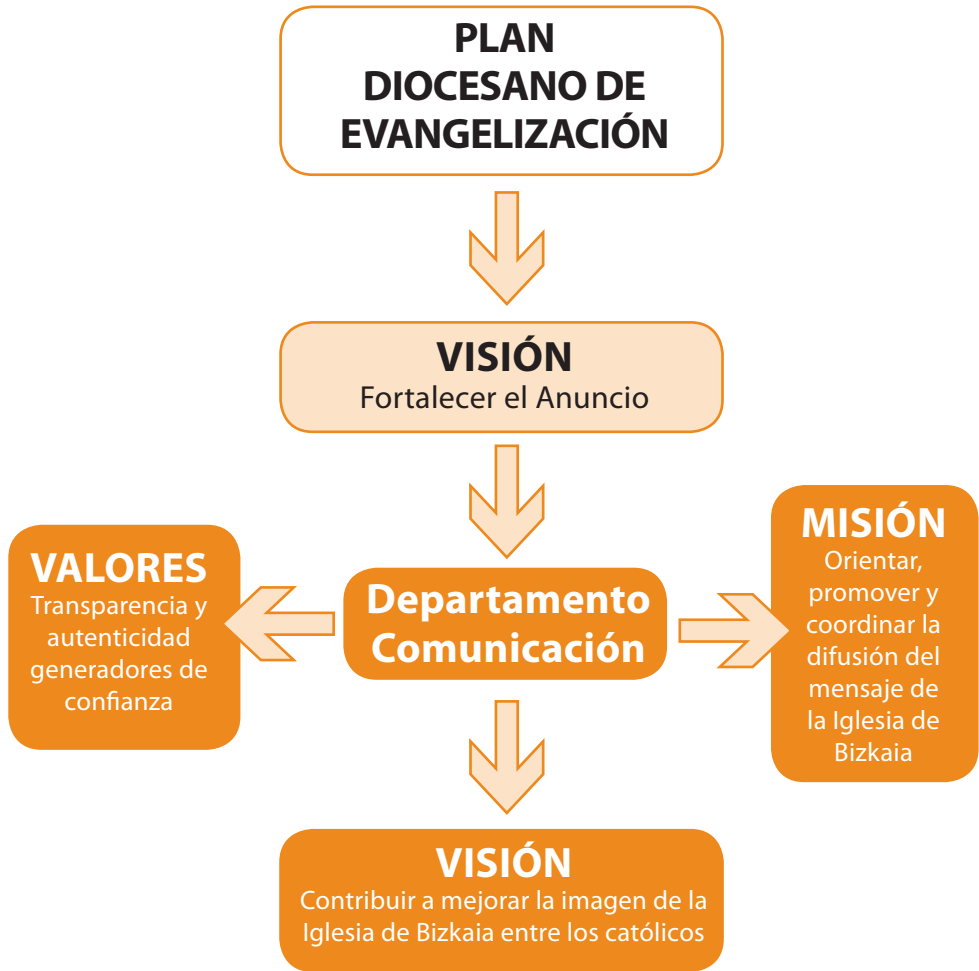 PLAN
DIOCESANO DE
EVANGELIZACIÓN
VISIÓN
Fortalecer el Anuncio
VALORES
Transparencia y
autenticidad
generadores de
confianza
Departamento
Comunicación
MISIÓN
Orientar,
promover y
coordinar la
difusión del
mensaje de
la Iglesia de
Bizkaia
VISIÓN
Contribuir a mejorar la imagen de la
Iglesia de Bizkaia entre los católicos